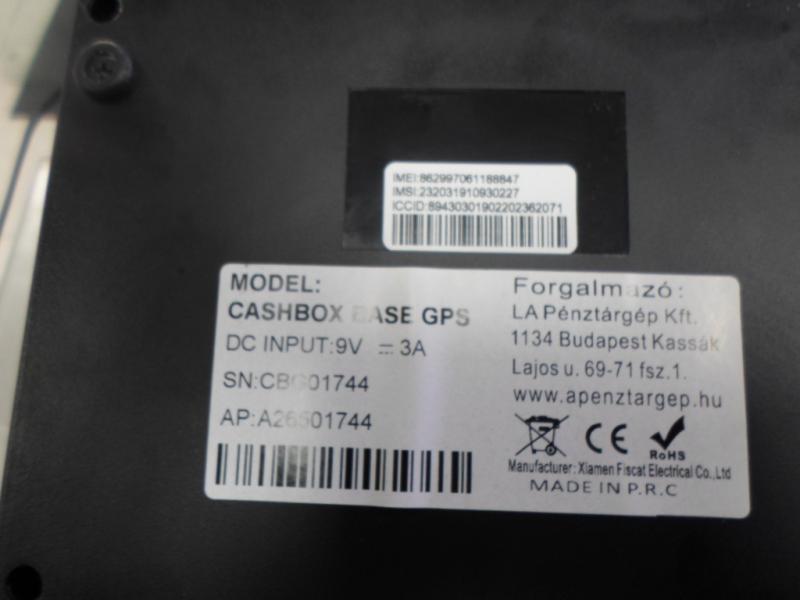 IMEI:862997061188847
IMSI:232031910930227
ICCID:89430301902202362071
MODEL:
CASHBOX BASE GPS
DC INPUT:9V ⎓ 3A
SN:CBG01744
AP:A26501744
Forgalmazó:
LA Pénztárgép Kft.
1134 Budapest Kassák
Lajos u. 69-71 fsz.1.
www.apenztargep.hu
CE
RoHS
Manufacturer: Xiamen Fiscat Electrical Co.,Ltd
MADE IN P.R.C